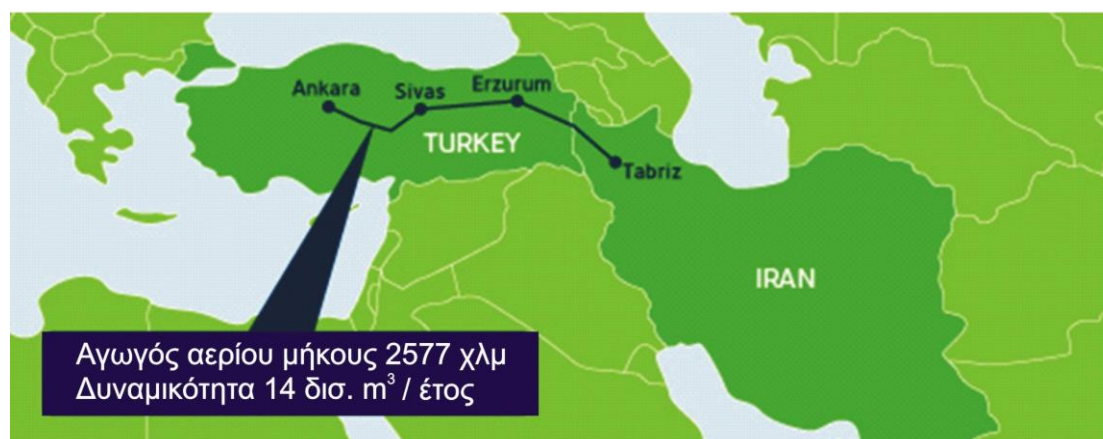 Ankara
Sivas
Erzurum
TURKEY
Tabriz
IRAN
Αγωγός αερίου μήκους 2577 χλμ
Δυναμικότητα 14 δισ. m³ / έτος